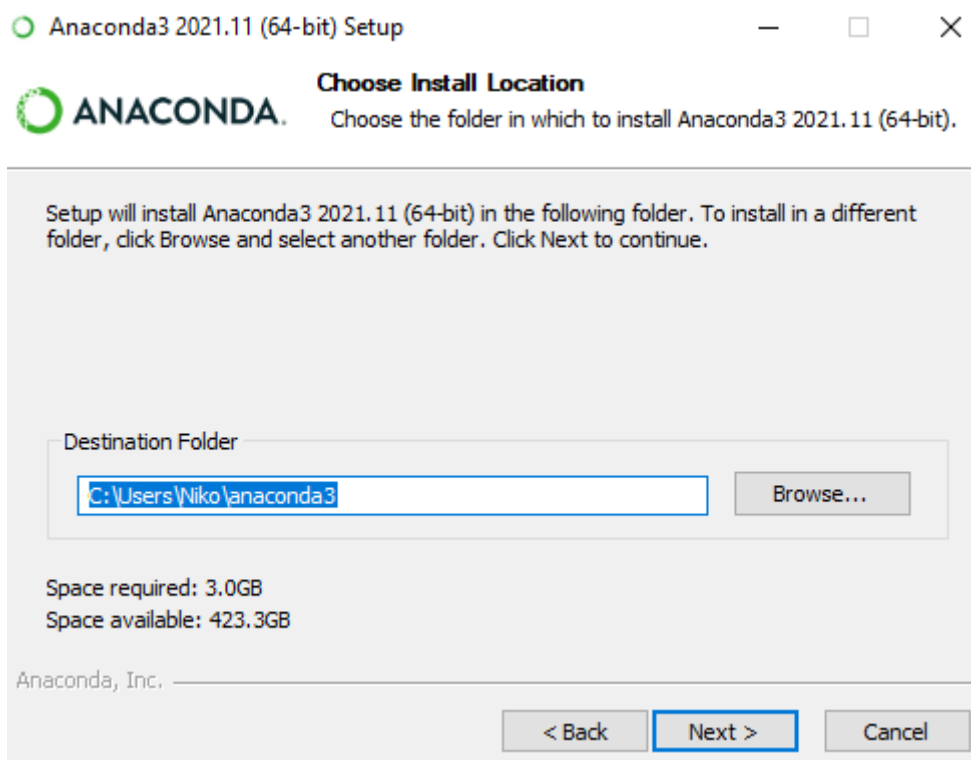 Anaconda3 2021.11 (64-bit) Setup
ANACONDA.
Choose Install Location
Choose the folder in which to install Anaconda3 2021.11 (64-bit).
Setup will install Anaconda3 2021.11 (64-bit) in the following folder. To install in a different
folder, click Browse and select another folder. Click Next to continue.
Destination Folder
C:\Users\Niko\anaconda3
Browse...
Space required: 3.0GB
Space available: 423.3GB
Anaconda, Inc.
< Back
Next >
Cancel